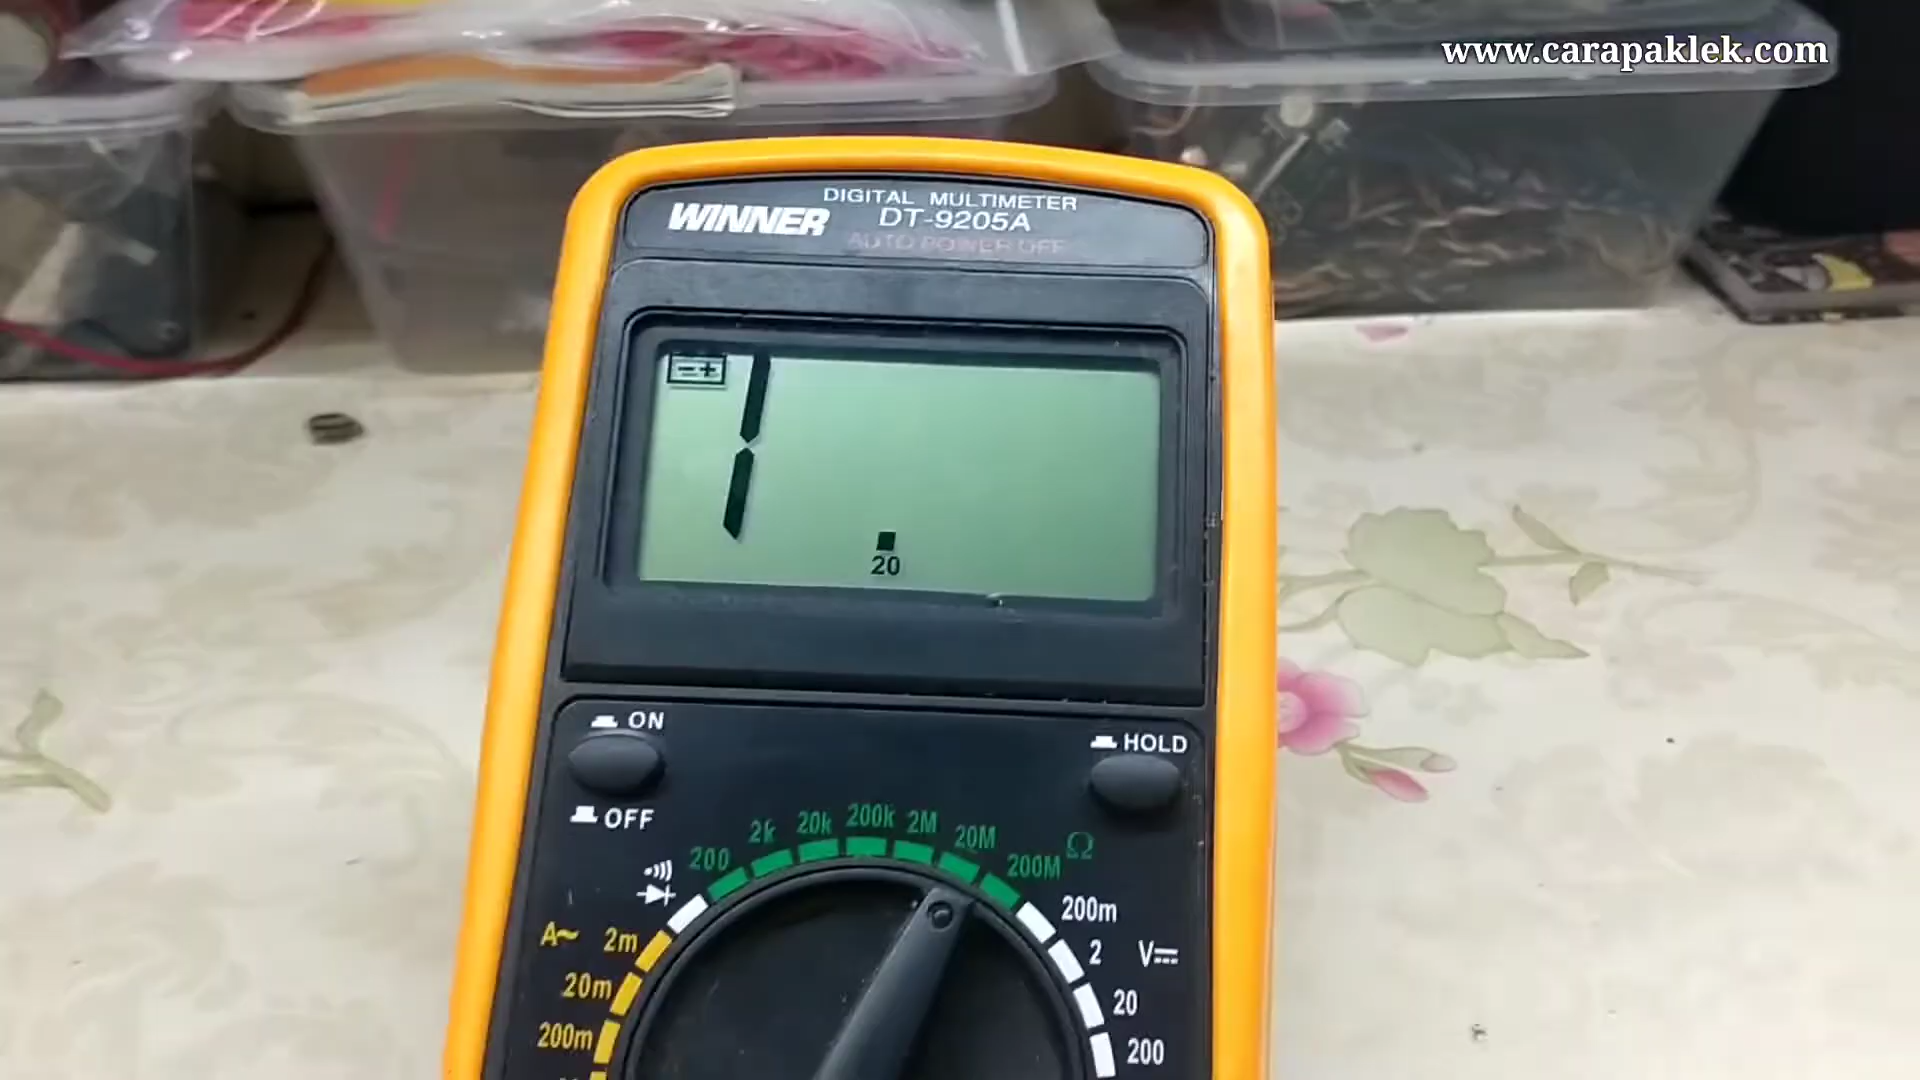 www.carapaklek.com
DIGITAL MULTIMETER
WINNER DT-9205A
AUTO POWER OFF
- +
1
20
ON
HOLD
OFF
200 2k 20k 200k 2M 20M 200M Ω
A~ 2m
20m
200m
200m
2 V
20
200